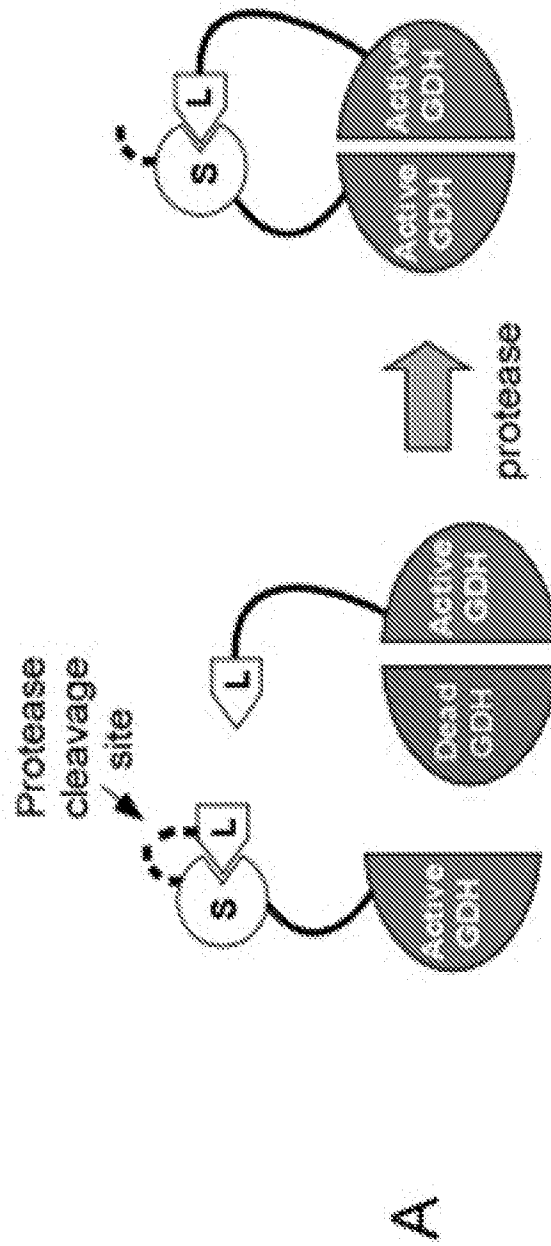 A
Protease
cleavage
site
S
L
L
Active
GDH
Dead
GDH
Active
GDH
protease
S
L
Active
GDH
Active
GDH